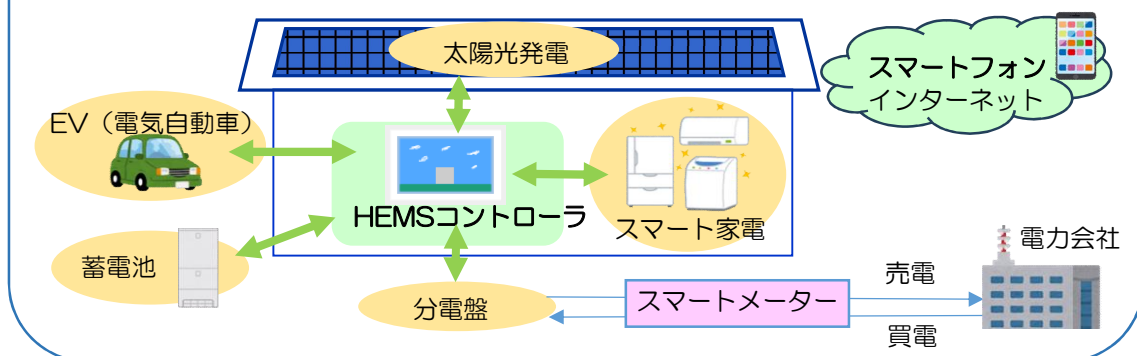 太陽光発電
スマートフォン
インターネット
EV（電気自動車）
HEMSコントローラ
スマート家電
蓄電池
分電盤
スマートメーター
売電
買電
電力会社